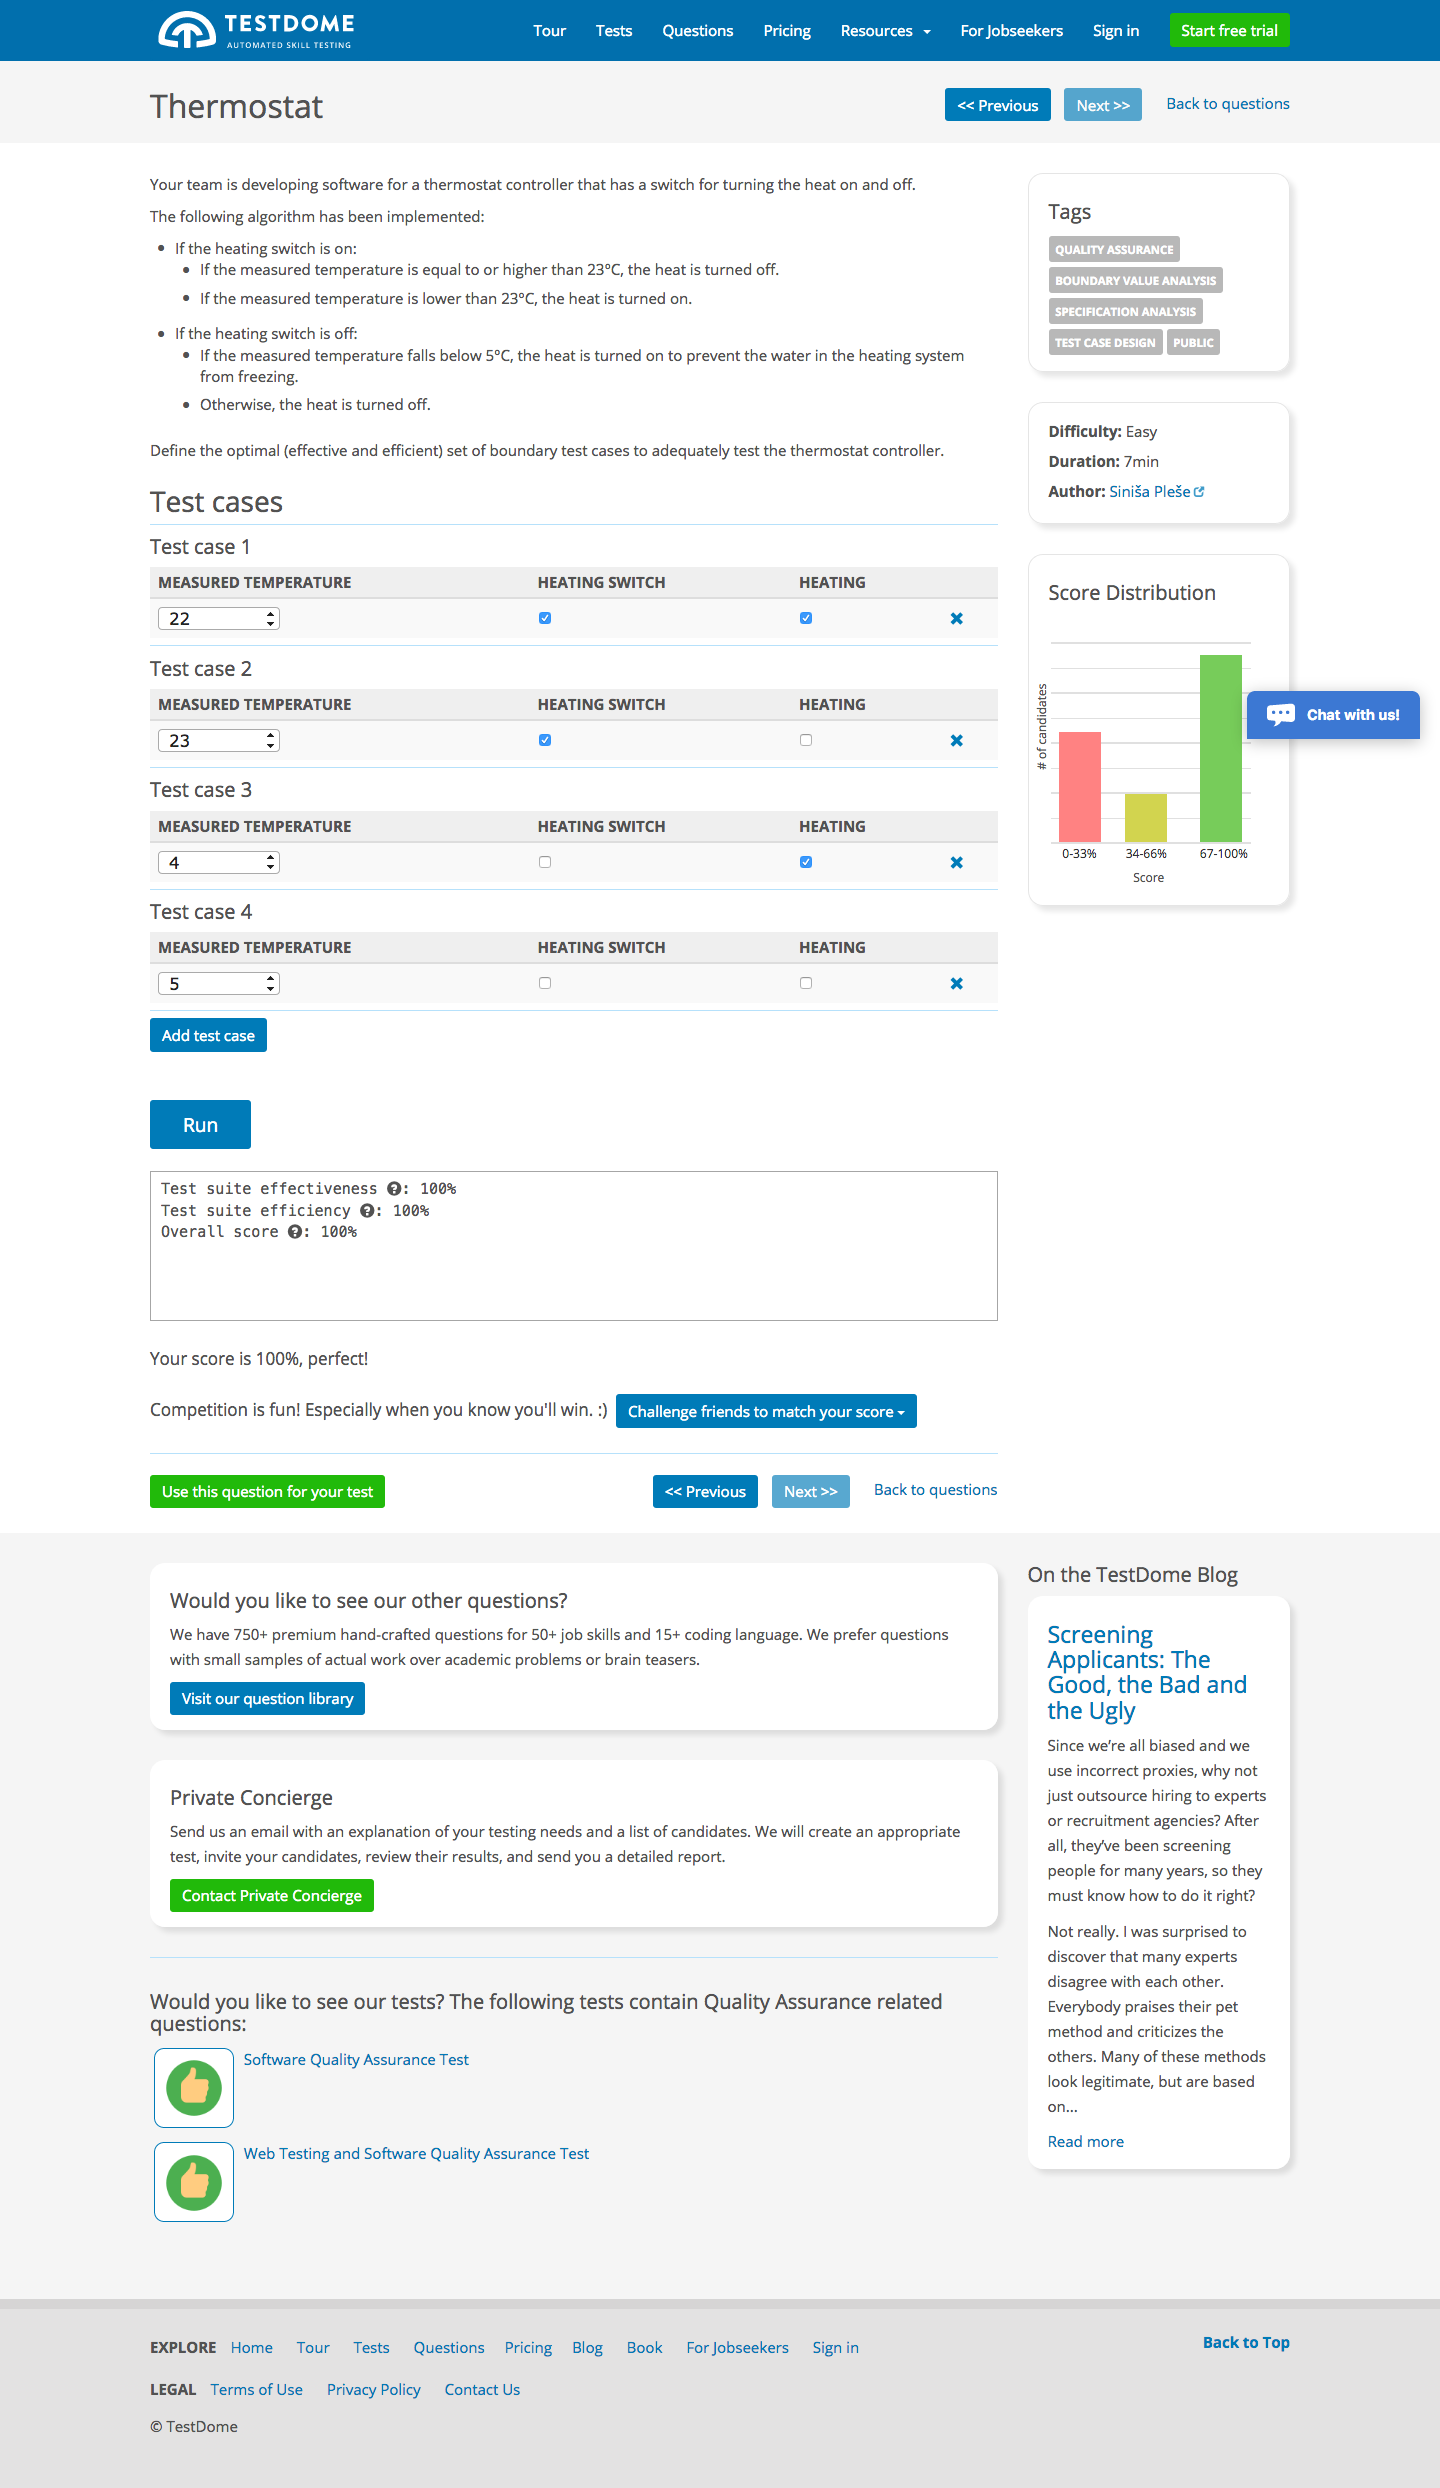 TESTDOME
AUTOMATED SKILL TESTING
Tour Tests Questions Pricing Resources For Jobseekers Sign in Start free trial
Thermostat
<< Previous Next >> Back to questions
Your team is developing software for a thermostat controller that has a switch for turning the heat on and off.
The following algorithm has been implemented:
• If the heating switch is on:
• If the measured temperature is equal to or higher than 23°C, the heat is turned off.
• If the measured temperature is lower than 23°C, the heat is turned on.
• If the heating switch is off:
• If the measured temperature falls below 5°C, the heat is turned on to prevent the water in the heating system
from freezing.
• Otherwise, the heat is turned off.
Define the optimal (effective and efficient) set of boundary test cases to adequately test the thermostat controller.
Test cases
Test case 1
MEASURED TEMPERATURE HEATING SWITCH HEATING
22
Test case 2
MEASURED TEMPERATURE HEATING SWITCH HEATING
23
Test case 3
MEASURED TEMPERATURE HEATING SWITCH HEATING
4
Test case 4
MEASURED TEMPERATURE HEATING SWITCH HEATING
5
Add test case
Run
Test suite effectiveness ?: 100%
Test suite efficiency ?: 100%
Overall score ?: 100%
Your score is 100%, perfect!
Competition is fun! Especially when you know you'll win. :) Challenge friends to match your score
Use this question for your test << Previous Next >> Back to questions
Tags
QUALITY ASSURANCE
BOUNDARY VALUE ANALYSIS
SPECIFICATION ANALYSIS
TEST CASE DESIGN PUBLIC
Difficulty: Easy
Duration: 7min
Author: Siniša Pleše
Score Distribution
# of candidates
0-33% 34-66% 67-100%
Score
Chat with us!
Would you like to see our other questions?
We have 750+ premium hand-crafted questions for 50+ job skills and 15+ coding language. We prefer questions
with small samples of actual work over academic problems or brain teasers.
Visit our question library
Private Concierge
Send us an email with an explanation of your testing needs and a list of candidates. We will create an appropriate
test, invite your candidates, review their results, and send you a detailed report.
Contact Private Concierge
Would you like to see our tests? The following tests contain Quality Assurance related
questions:
Software Quality Assurance Test
Web Testing and Software Quality Assurance Test
On the TestDome Blog
Screening
Applicants: The
Good, the Bad and
the Ugly
Since we’re all biased and we
use incorrect proxies, why not
just outsource hiring to experts
or recruitment agencies? After
all, they’ve been screening
people for many years, so they
must know how to do it right?
Not really. I was surprised to
discover that many experts
disagree with each other.
Everybody praises their pet
method and criticizes the
others. Many of these methods
look legitimate, but are based
on...
Read more
EXPLORE Home Tour Tests Questions Pricing Blog Book For Jobseekers Sign in
Back to Top
LEGAL Terms of Use Privacy Policy Contact Us
© TestDome